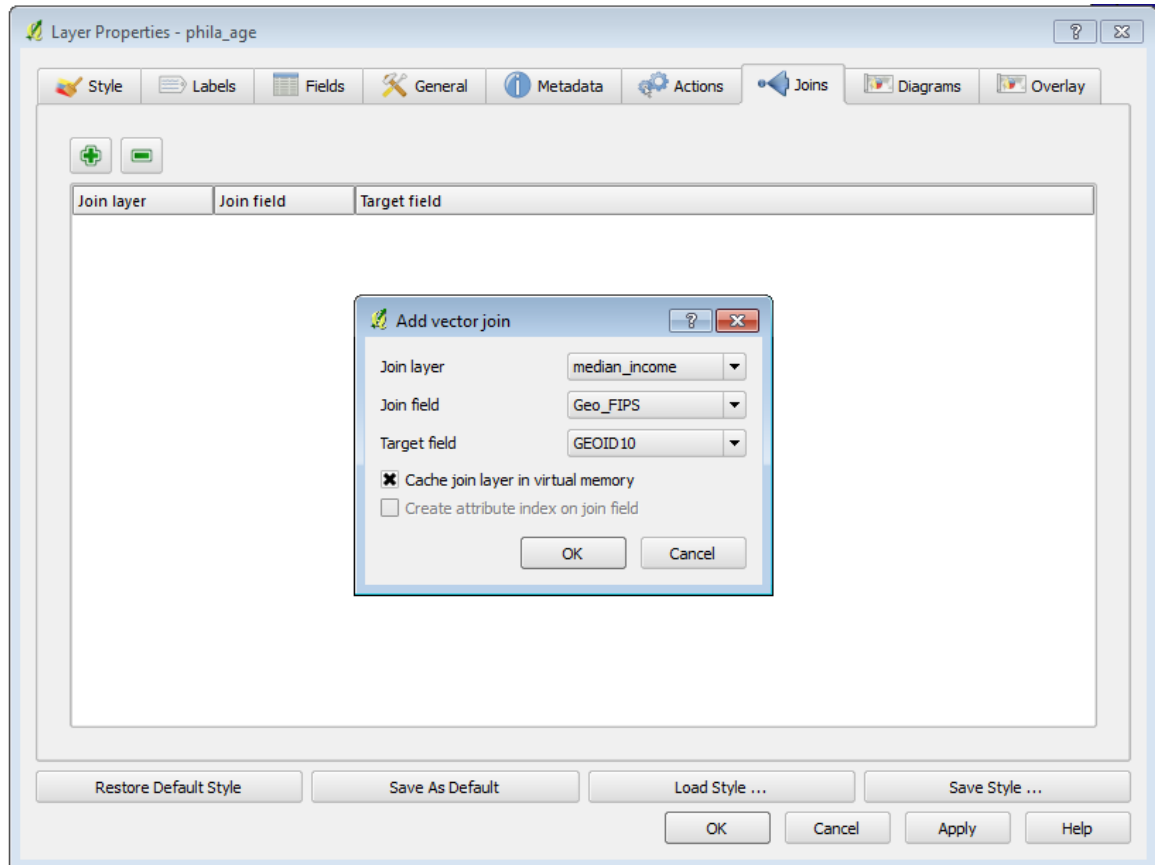 Layer Properties - phila_age
Style Labels Fields General Metadata Actions Joins Diagrams Overlay
Join layer Join field Target field
Add vector join
Join layer median_income
Join field Geo_FIPS
Target field GEOID10
Cache join layer in virtual memory
Create attribute index on join field
OK Cancel
Restore Default Style Save As Default Load Style ... Save Style ...
OK Cancel Apply Help